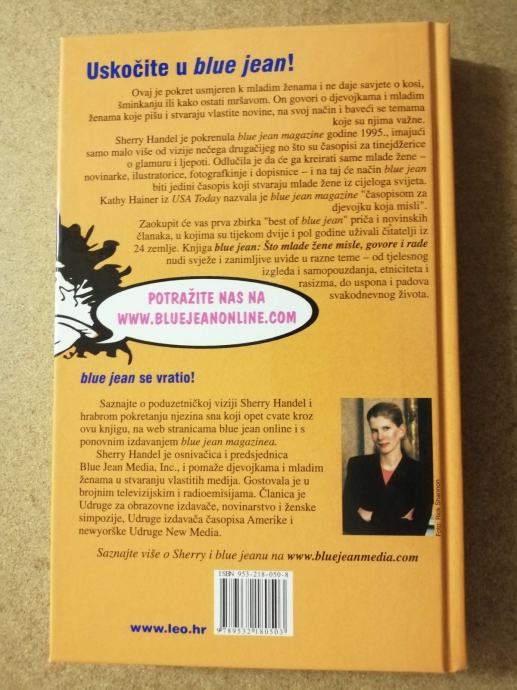 Uskočite u blue jean!
Ovaj je pokret usmjeren k mladim ženama i ne daje savjete o kosi,
šminkanju ili kako ostati mršavom. On govori o djevojkama i mladim
ženama koje pišu i stvaraju vlastite novine, na svoj način i baveći se temama
koje su njima važne.
Sherry Handel je pokrenula blue jean magazine godine 1995., imajući
samo malo više od vizije nečega drugačijeg no što su časopisi za tinejdžerice
o glamuru i ljepoti. Odlučila je da će ga kreirati same mlade žene –
novinarke, ilustratorice, fotografkinje i dopisnice – i na taj će način blue jean
biti jedini časopis koji stvaraju mlade žene iz cijeloga svijeta.
Kathy Hainer iz USA Today nazvala je blue jean magazine "časopisom za
djevojku koja misli".
Zaokupit će vas prva zbirka "best of blue jean" priča i novinskih
članaka, u kojima su tijekom dvije i pol godine uživali čitatelji iz
24 zemlje. Knjiga blue jean: Što mlade žene misle, govore i rade
nudi svježe i zanimljive uvide u razne teme – od tjelesnog
izgleda i samopouzdanja, etniciteta i
rasizma, do uspona i padova
svakodnevnog života.
POTRAŽITE NAS NA
WWW.BLUEJEANONLINE.COM
blue jean se vratio!
Saznajte o poduzetničkoj viziji Sherry Handel i
hrabrom pokretanju njezina sna koji opet cvate kroz
ovu knjigu, na web stranicama blue jean online i s
ponovnim izdavanjem blue jean magazinea.
Sherry Handel je osnivačica i predsjednica
Blue Jean Media, Inc., i pomaže djevojkama i mladim
ženama u stvaranju vlastitih medija. Gostovala je u
brojnim televizijskim i radioemisijama. Članica je
Udruge za obrazovne izdavače, novinarstvo i ženske
simpozije, Udruge izdavača časopisa Amerike i
newyorške Udruge New Media.
Foto: Rick Shannon
Saznajte više o Sherry i blue jeanu na www.bluejeanmedia.com
ISBN 953-218-050-8
9 789532 180503
www.leo.hr